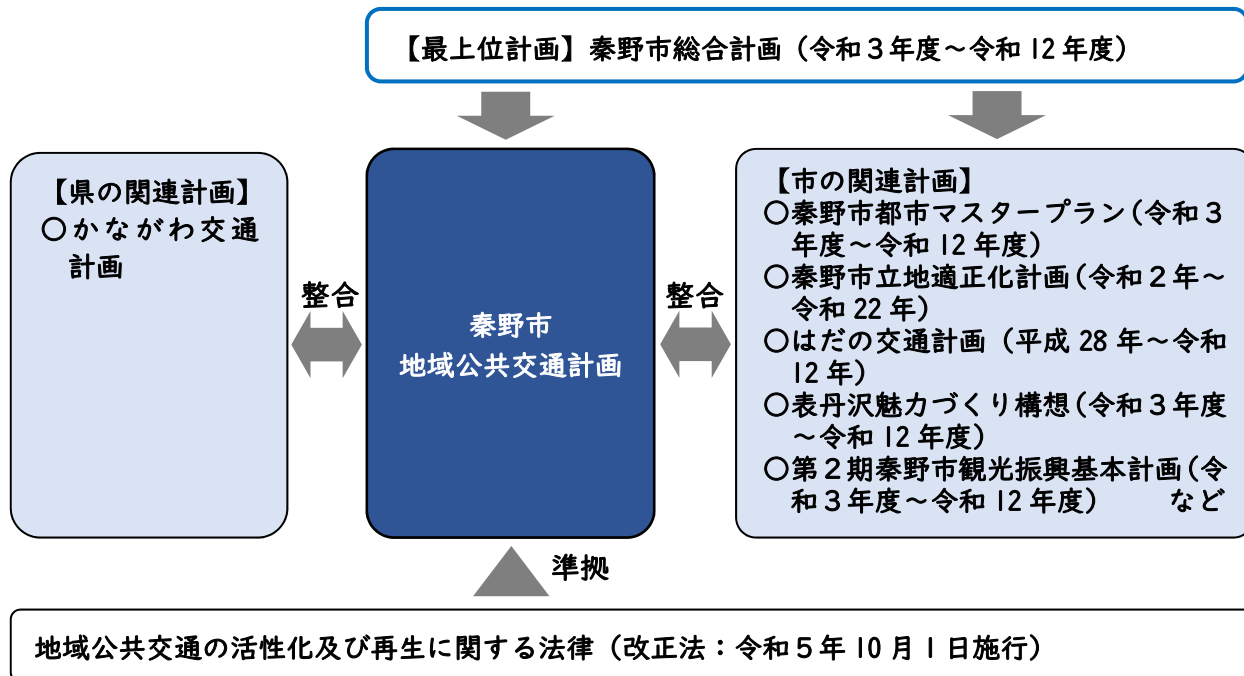 【最上位計画】秦野市総合計画（令和３年度～令和 12 年度）
【県の関連計画】
〇かながわ交通
計画
整合
秦野市
地域公共交通計画
整合
【市の関連計画】
〇秦野市都市マスタープラン（令和３
年度～令和 12 年度）
〇秦野市立地適正化計画（令和２年～
令和 22 年）
〇はだの交通計画（平成 28 年～令和
12 年）
〇表丹沢魅力づくり構想（令和３年度
～令和 12 年度）
〇第２期秦野市観光振興基本計画（令
和３年度～令和 12 年度）　　など
準拠
地域公共交通の活性化及び再生に関する法律（改正法：令和５年 10 月 1 日施行）